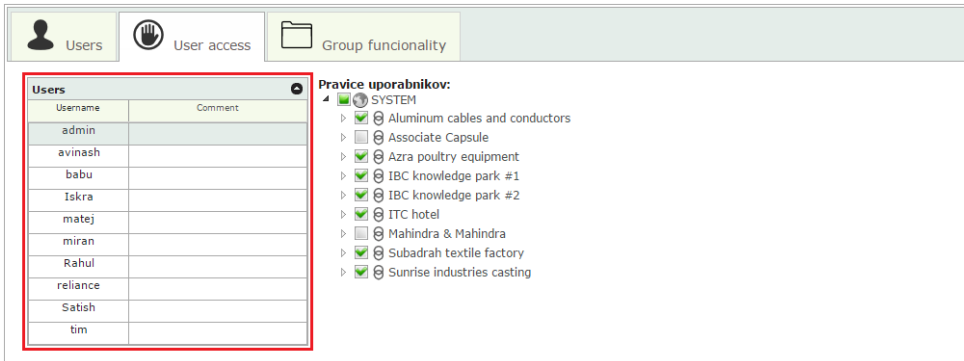 Users
User access
Group funcionality
Users
Username Comment
admin
avinash
babu
Iskra
matej
miran
Rahul
reliance
Satish
tim
Pravice uporabnikov:
SYSTEM
Aluminum cables and conductors
Associate Capsule
Azra poultry equipment
IBC knowledge park #1
IBC knowledge park #2
ITC hotel
Mahindra & Mahindra
Subadrah textile factory
Sunrise industries casting